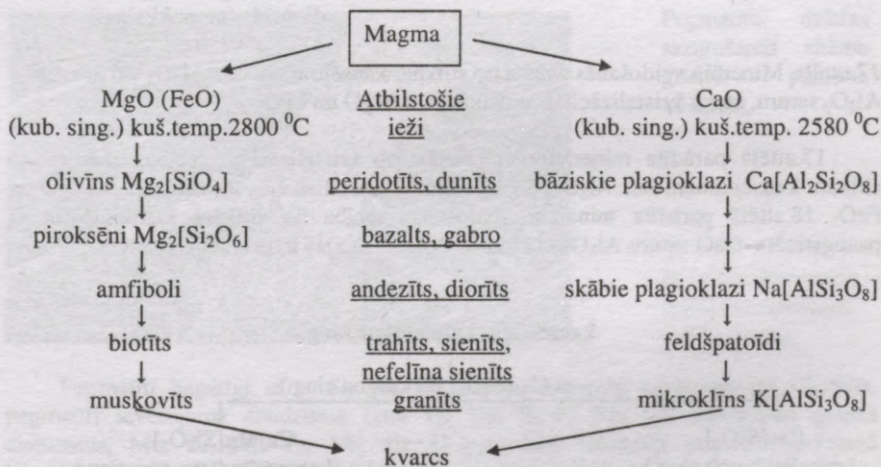 Magma
MgO (FeO) Atbilstošie CaO
(kub. sing.) kuš.temp.2800 ⁰C ieži (kub. sing.) kuš.temp. 2580 ⁰C
olivīns Mg₂[SiO₄] peridotīts, dunīts bāziskie plagioklazi Ca[Al₂Si₂O₈]
piroksēni Mg₂[Si₂O₆] bazalts, gabro
amfiboli andezīts, diorīts skābie plagioklazi Na[AlSi₃O₈]
biotīts trahīts, sienīts, feldšpatoīdi
nefelīna sienīts
muskovīts granīts mikroklīns K[AlSi₃O₈]
kvarcs